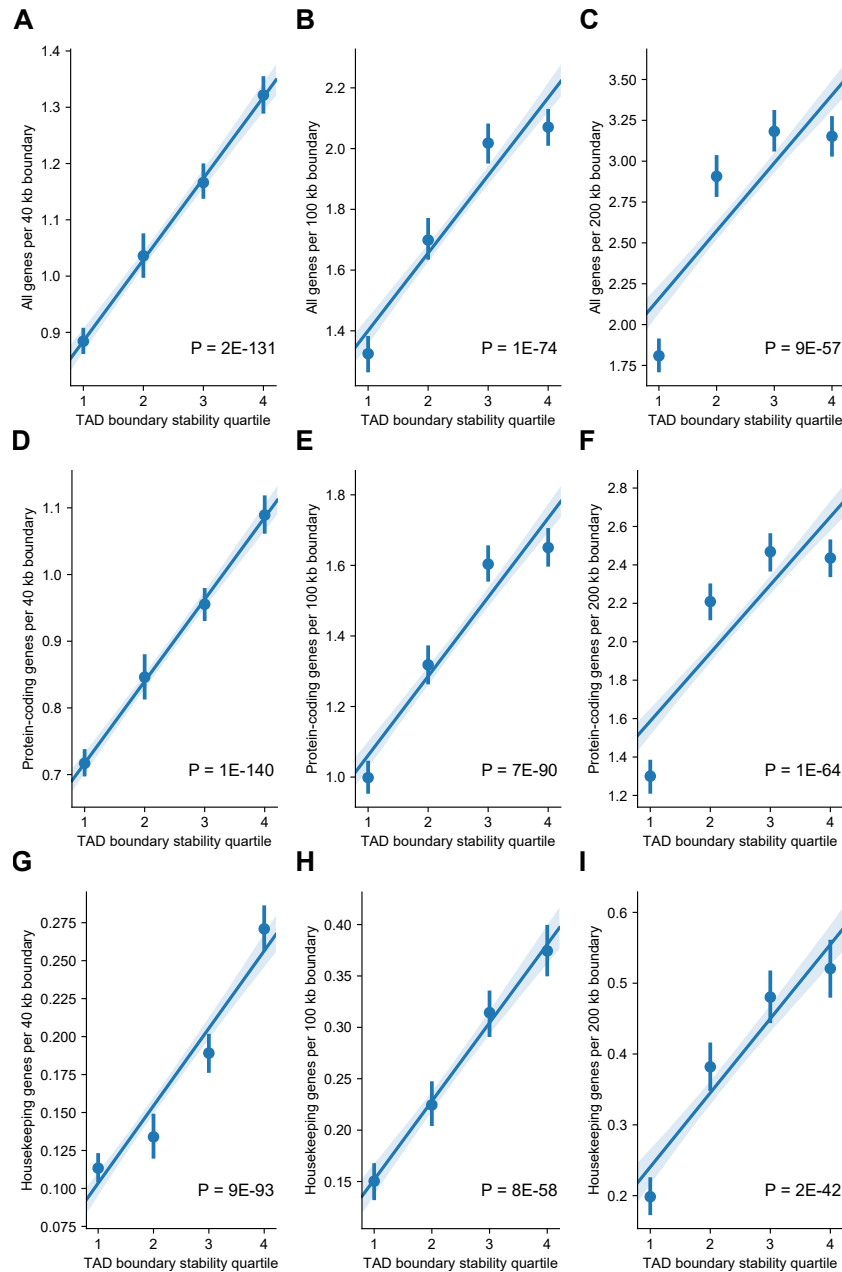 A
All genes per 40 kb boundary
1.4
1.3
1.2
1.1
1.0
0.9
P = 2E-131
1 2 3 4
TAD boundary stability quartile
B
All genes per 100 kb boundary
2.2
2.0
1.8
1.6
1.4
P = 1E-74
1 2 3 4
TAD boundary stability quartile
C
All genes per 200 kb boundary
3.50
3.25
3.00
2.75
2.50
2.25
2.00
1.75
P = 9E-57
1 2 3 4
TAD boundary stability quartile
D
Protein-coding genes per 40 kb boundary
1.1
1.0
0.9
0.8
0.7
P = 1E-140
1 2 3 4
TAD boundary stability quartile
E
Protein-coding genes per 100 kb boundary
1.8
1.6
1.4
1.2
1.0
P = 7E-90
1 2 3 4
TAD boundary stability quartile
F
Protein-coding genes per 200 kb boundary
2.8
2.6
2.4
2.2
2.0
1.8
1.6
1.4
1.2
P = 1E-64
1 2 3 4
TAD boundary stability quartile
G
Housekeeping genes per 40 kb boundary
0.275
0.250
0.225
0.200
0.175
0.150
0.125
0.100
0.075
P = 9E-93
1 2 3 4
TAD boundary stability quartile
H
Housekeeping genes per 100 kb boundary
0.40
0.35
0.30
0.25
0.20
0.15
P = 8E-58
1 2 3 4
TAD boundary stability quartile
I
Housekeeping genes per 200 kb boundary
0.6
0.5
0.4
0.3
0.2
P = 2E-42
1 2 3 4
TAD boundary stability quartile